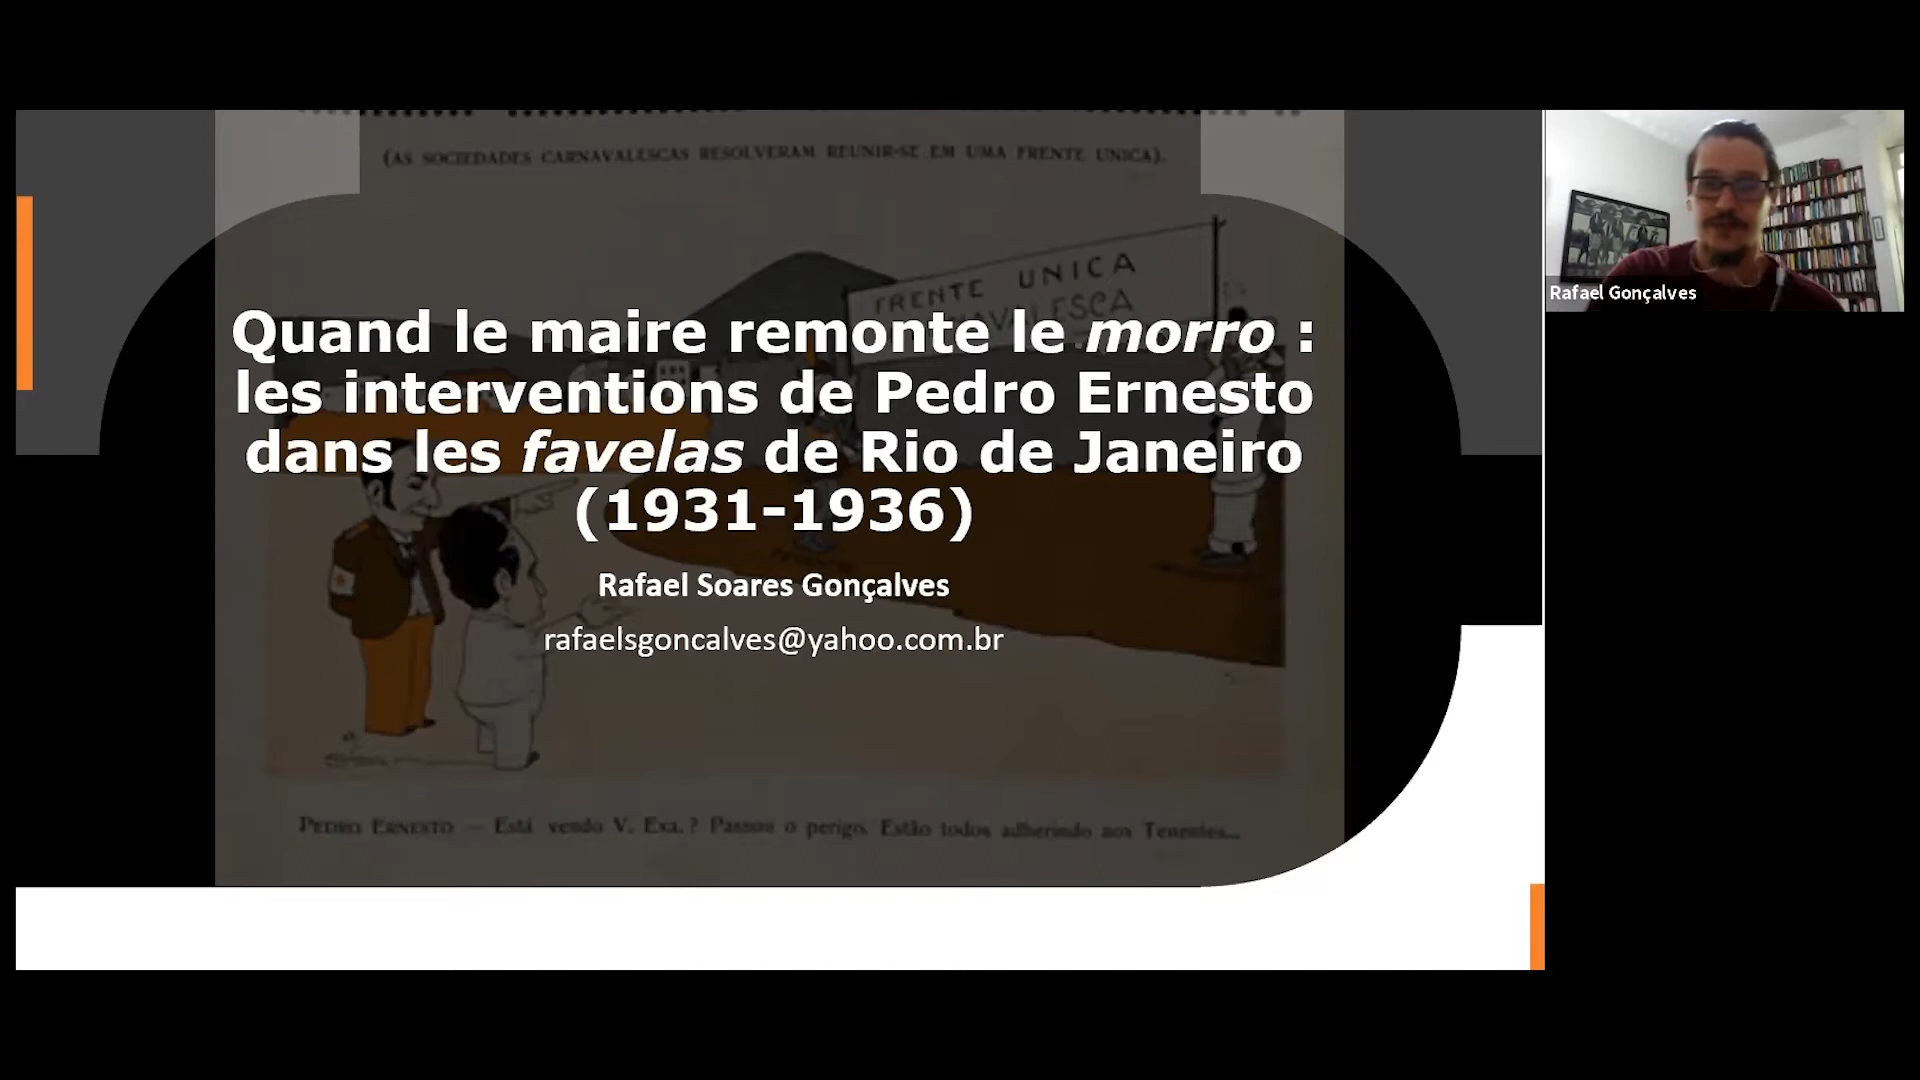 (AS SOCIEDADES CARNAVALESCAS RESOLVERAM REUNIR-SE EM UMA FRENTE UNICA).
FRENTE UNICA
CARNAVALESCA
Quand le maire remonte le morro :
les interventions de Pedro Ernesto
dans les favelas de Rio de Janeiro
(1931-1936)
Rafael Soares Gonçalves
rafaelsgoncalves@yahoo.com.br
PEDRO ERNESTO — Está vendo V. Exa.? Passou o perigo. Estão todos adherindo aos Tenentes...
Rafael Gonçalves